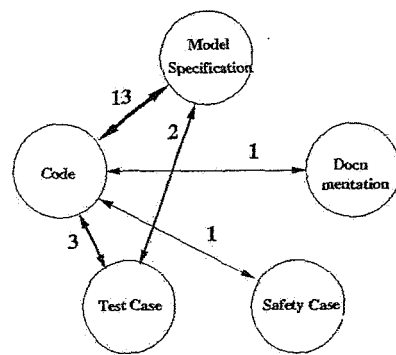 Model
Specification
13
2
1
Docu
mentation
Code
3
1
Test Case
Safety Case